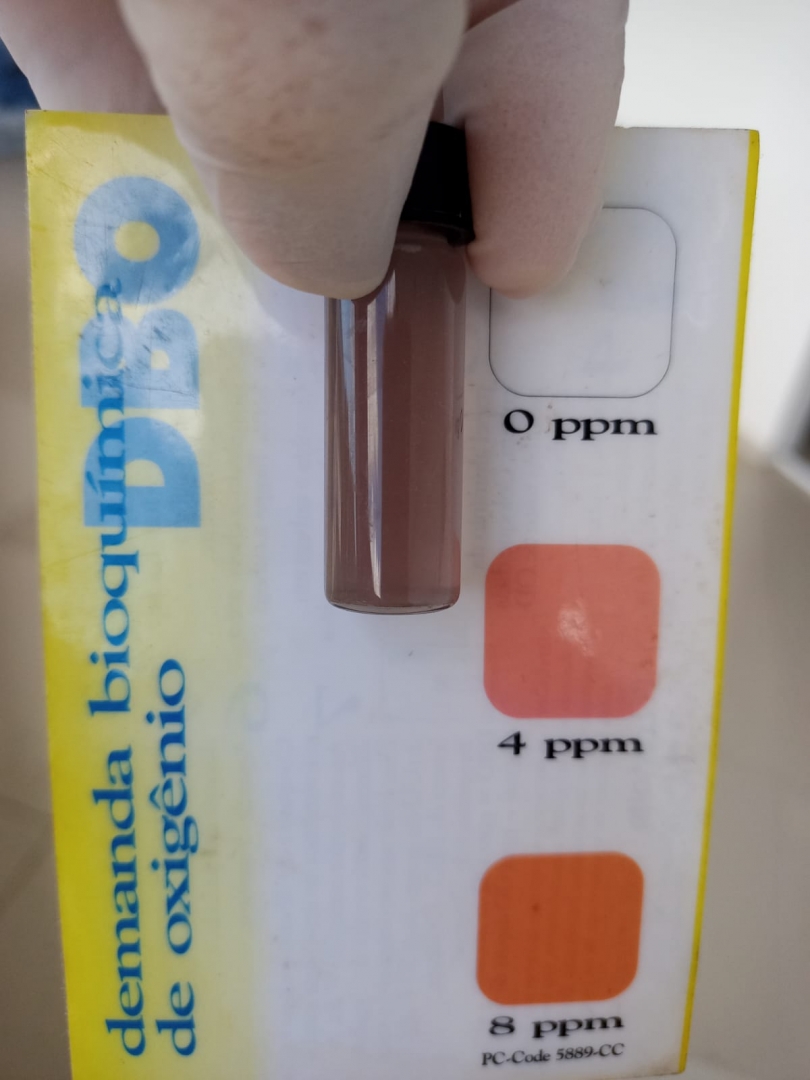 DBO
demanda bioquímica
de oxigênio
0 ppm
4 ppm
8 ppm
PC-Code 5889-CC